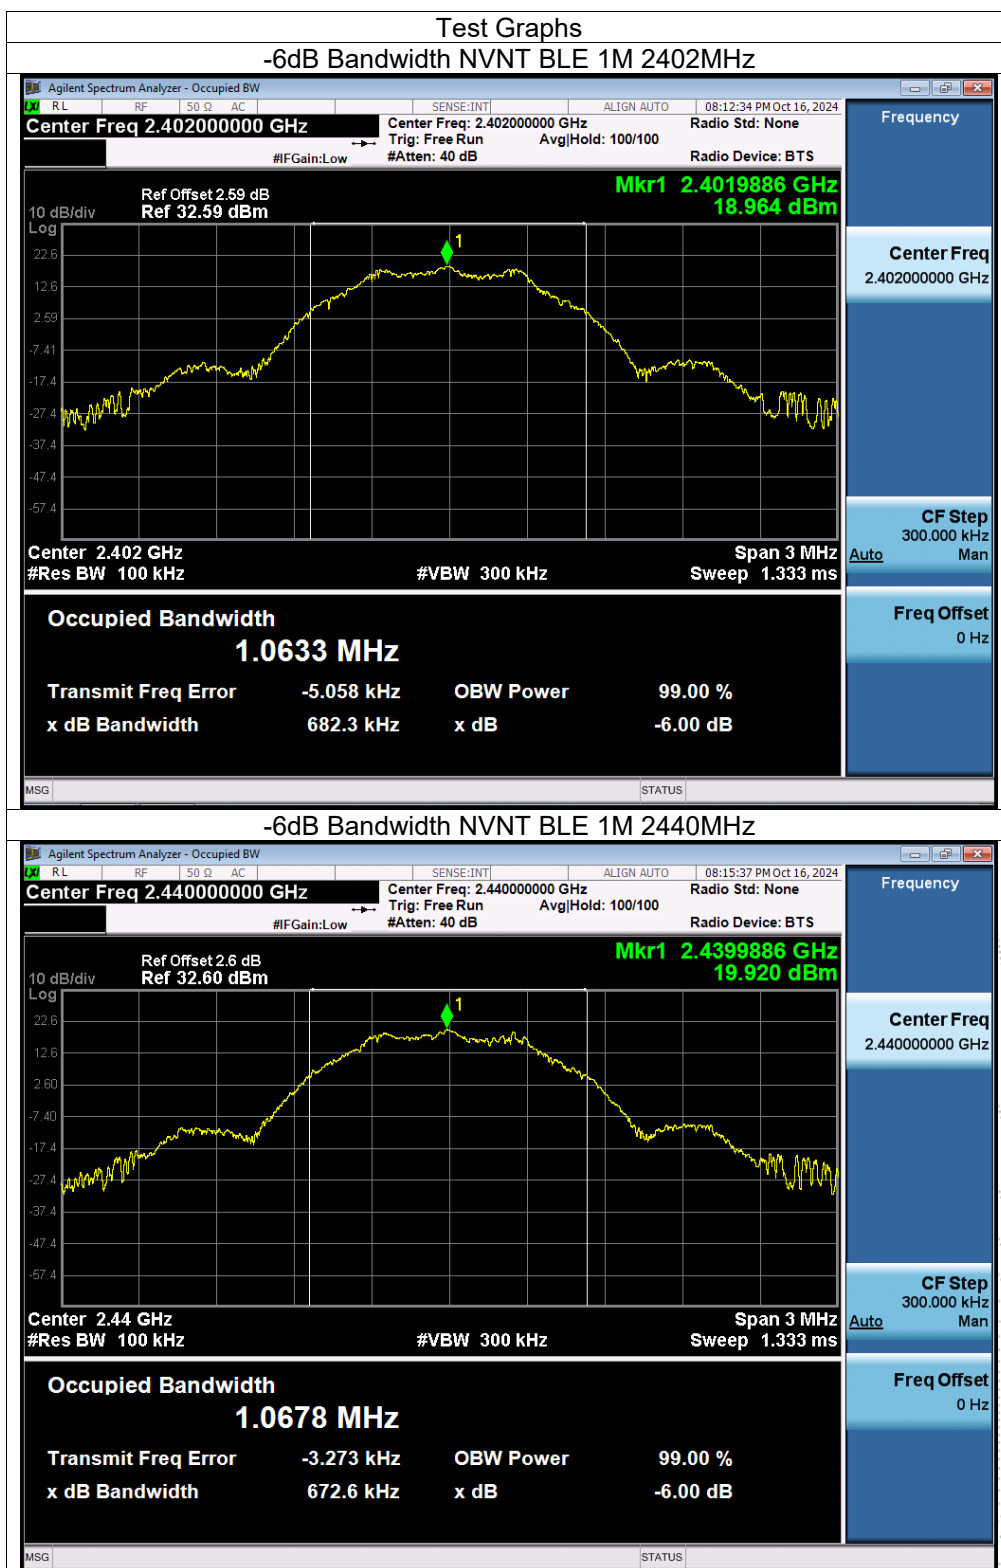 Test Graphs
-6dB Bandwidth NVNT BLE 1M 2402MHz
Agilent Spectrum Analyzer - Occupied BW
LXI RL RF 50 Ω AC SENSE:INT ALIGN AUTO 08:12:34 PM Oct 16, 2024
Center Freq 2.402000000 GHz Center Freq: 2.402000000 GHz Radio Std: None
Trig: Free Run Avg|Hold: 100/100
#IFGain:Low #Atten: 40 dB Radio Device: BTS
Frequency
Mkr1 2.4019886 GHz
18.964 dBm
Ref Offset 2.59 dB
10 dB/div Ref 32.59 dBm
Log
1
22.6
12.6
2.59
-7.41
-17.4
-27.4
-37.4
-47.4
-57.4
Center Freq
2.402000000 GHz
CF Step
300.000 kHz
Auto Man
Freq Offset
0 Hz
Center 2.402 GHz Span 3 MHz
#Res BW 100 kHz #VBW 300 kHz Sweep 1.333 ms
Occupied Bandwidth
1.0633 MHz
Transmit Freq Error -5.058 kHz OBW Power 99.00 %
x dB Bandwidth 682.3 kHz x dB -6.00 dB
MSG STATUS
-6dB Bandwidth NVNT BLE 1M 2440MHz
Agilent Spectrum Analyzer - Occupied BW
LXI RL RF 50 Ω AC SENSE:INT ALIGN AUTO 08:15:37 PM Oct 16, 2024
Center Freq 2.440000000 GHz Center Freq: 2.440000000 GHz Radio Std: None
Trig: Free Run Avg|Hold: 100/100
#IFGain:Low #Atten: 40 dB Radio Device: BTS
Frequency
Mkr1 2.4399886 GHz
19.920 dBm
Ref Offset 2.6 dB
10 dB/div Ref 32.60 dBm
Log
1
22.6
12.6
2.60
-7.40
-17.4
-27.4
-37.4
-47.4
-57.4
Center Freq
2.440000000 GHz
CF Step
300.000 kHz
Auto Man
Freq Offset
0 Hz
Center 2.44 GHz Span 3 MHz
#Res BW 100 kHz #VBW 300 kHz Sweep 1.333 ms
Occupied Bandwidth
1.0678 MHz
Transmit Freq Error -3.273 kHz OBW Power 99.00 %
x dB Bandwidth 672.6 kHz x dB -6.00 dB
MSG STATUS